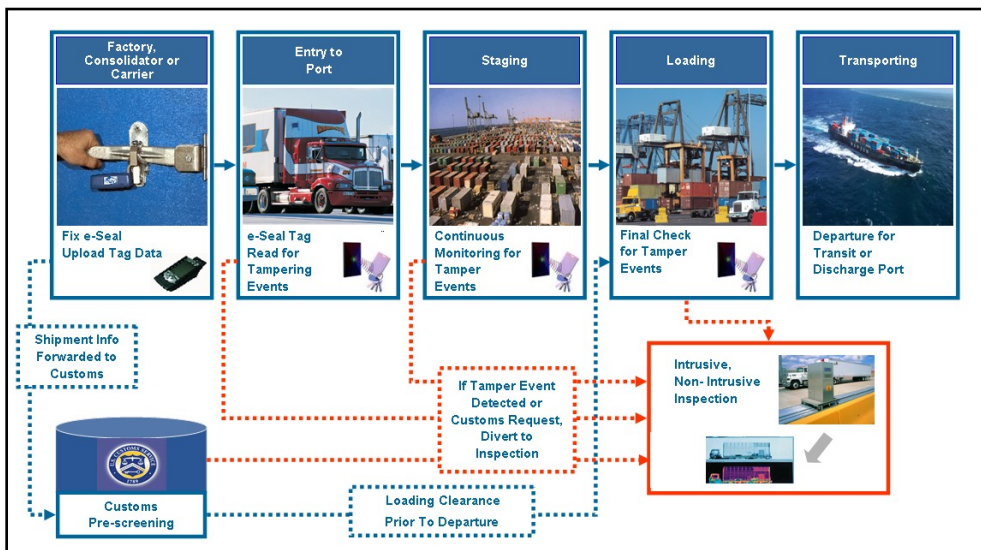 Factory,
Consolidator or
Carrier
Entry to
Port
Staging
Loading
Transporting
Fix e-Seal
Upload Tag Data
e-Seal Tag
Read for
Tampering
Events
Continuous
Monitoring for
Tamper
Events
Final Check
for Tamper
Events
Departure for
Transit or
Discharge Port
Shipment Info
Forwarded to
Customs
If Tamper Event
Detected or
Customs Request,
Divert to
Inspection
Intrusive,
Non- Intrusive
Inspection
Customs
Pre-screening
Loading Clearance
Prior To Departure